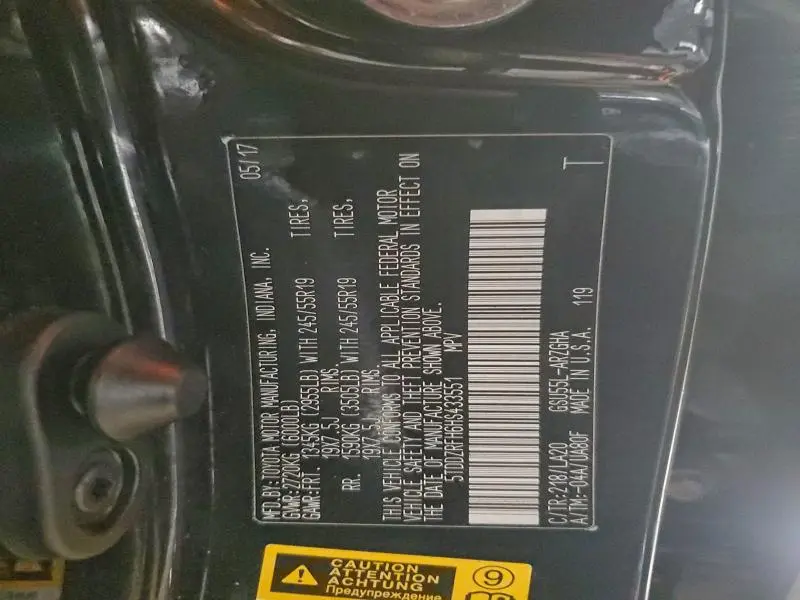 MFD.BY:TOYOTA MOTOR MANUFACTURING, INDIANA, INC. 05/17
GVWR:2720KG (6000LB)
GAWR:FRT. 1345KG (2955LB) WITH 245/55R19 TIRES,
19X7.5J RIMS,
RR. 1590KG (3505LB) WITH 245/55R19 TIRES,
19X7.5J RIMS.
THIS VEHICLE CONFORMS TO ALL APPLICABLE FEDERAL MOTOR
VEHICLE SAFETY AND THEFT PREVENTION STANDARDS IN EFFECT ON
THE DATE OF MANUFACTURE SHOWN ABOVE.
5TDDZRFH6HS433551 MPV
C/TR:218/LA20 GSU55L-ARZGHA T
A/TM:-04A/UA80F MADE IN U.S.A. 119
CAUTION
ATTENTION
ACHTUNG
Предупреждение
9